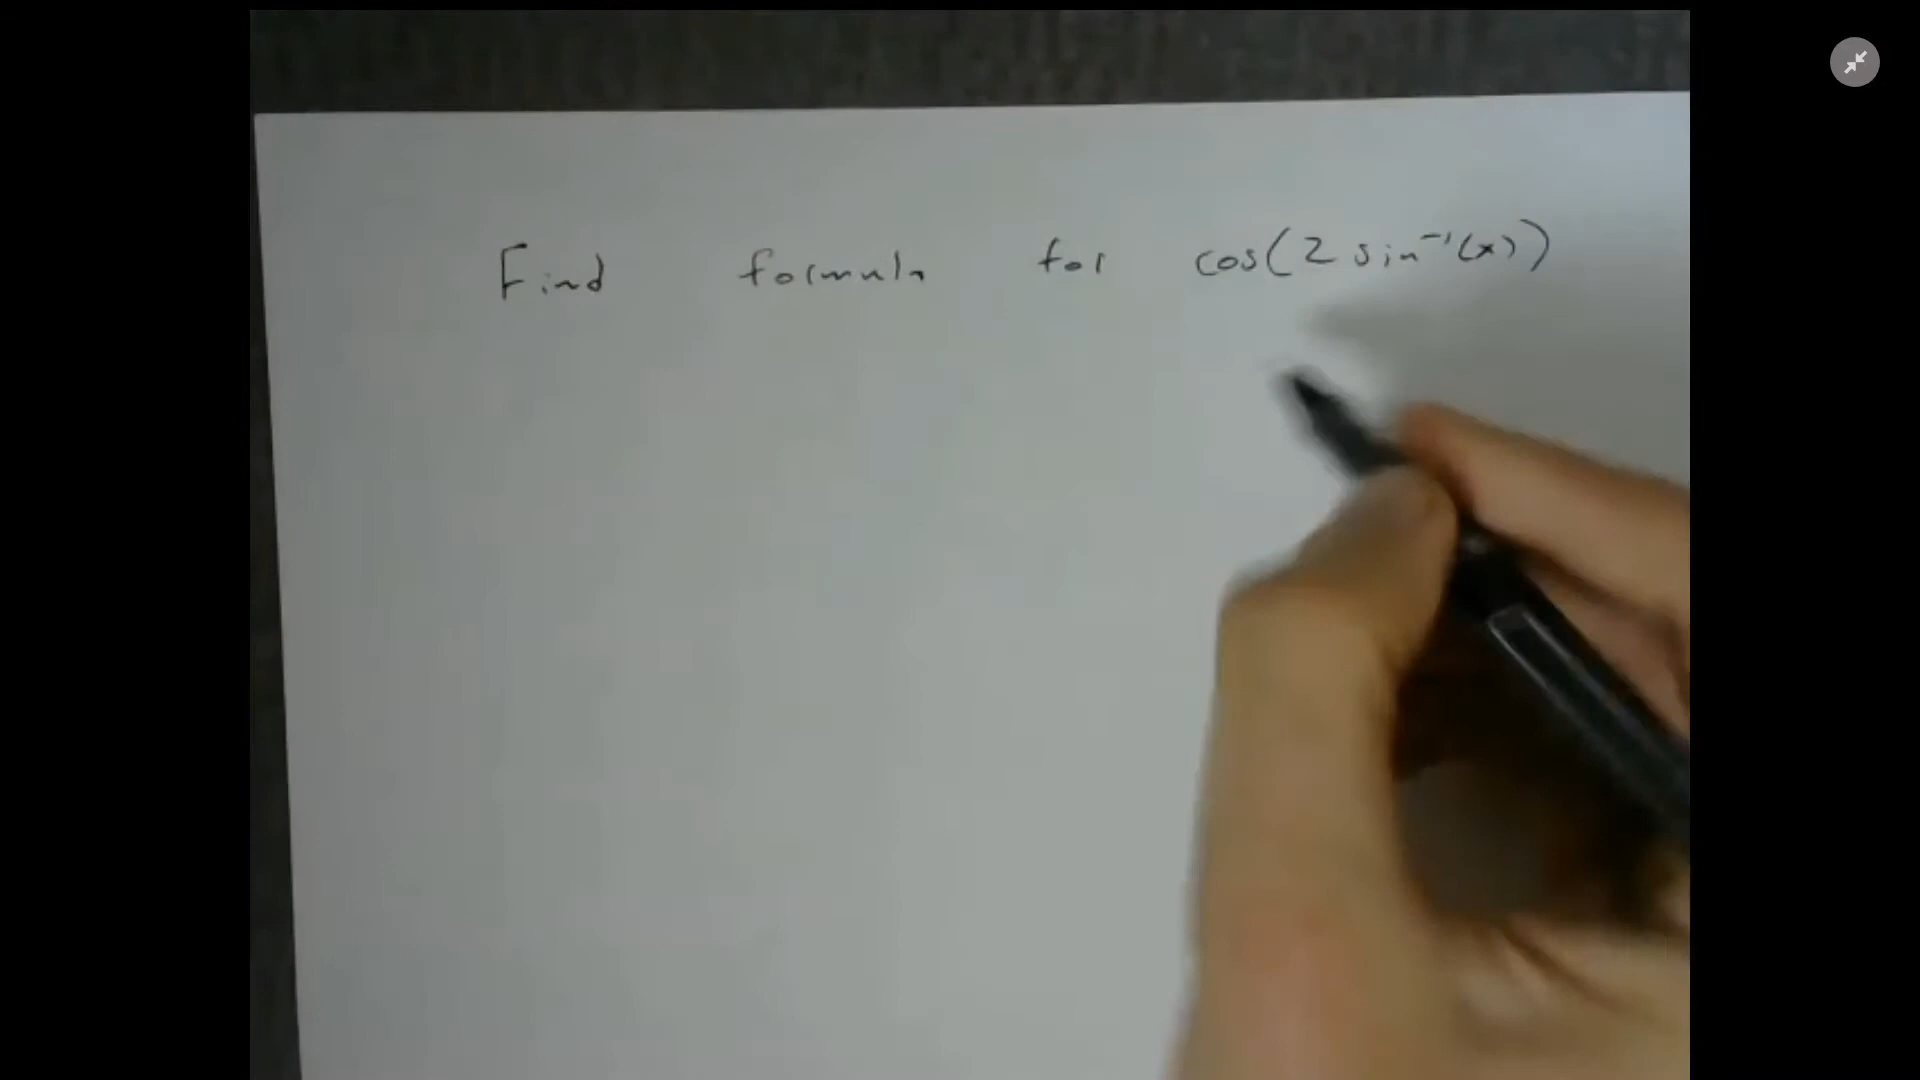 Find formula for cos(2 sin⁻¹(x))